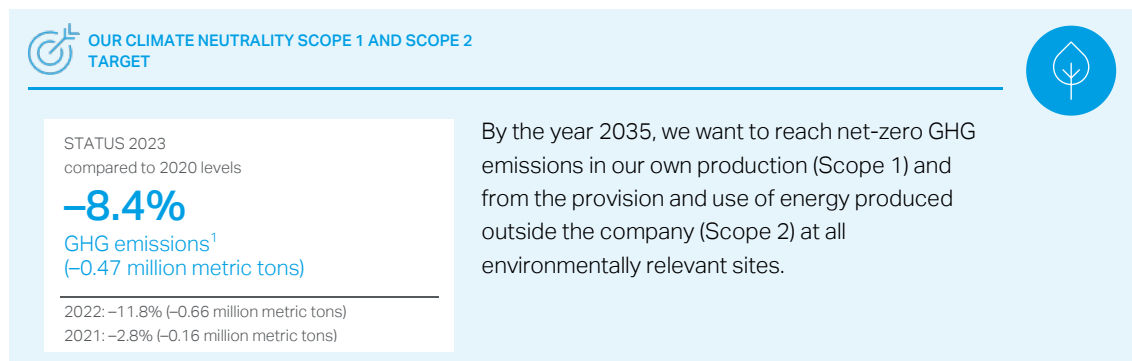 OUR CLIMATE NEUTRALITY SCOPE 1 AND SCOPE 2
TARGET
STATUS 2023
compared to 2020 levels
–8.4%
GHG emissions¹
(–0.47 million metric tons)
2022: –11.8% (–0.66 million metric tons)
2021: –2.8% (–0.16 million metric tons)
By the year 2035, we want to reach net-zero GHG
emissions in our own production (Scope 1) and
from the provision and use of energy produced
outside the company (Scope 2) at all
environmentally relevant sites.